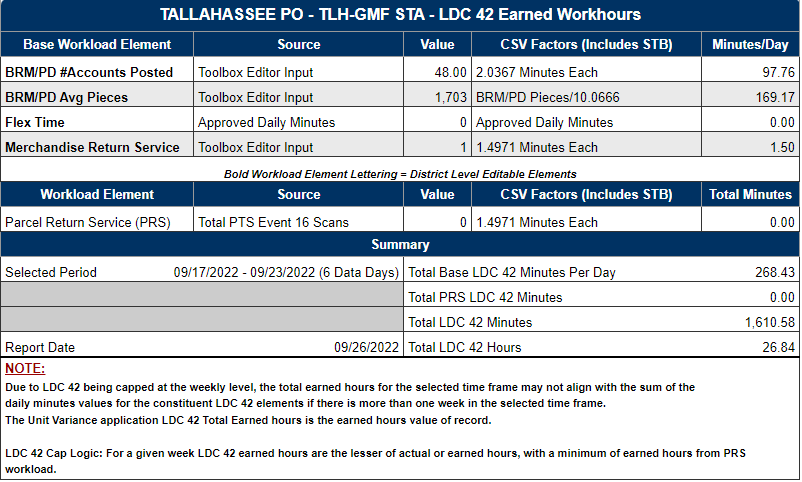 TALLAHASSEE PO - TLH-GMF STA - LDC 42 Earned Workhours
Base Workload Element Source Value CSV Factors (Includes STB) Minutes/Day
BRM/PD #Accounts Posted Toolbox Editor Input 48.00 2.0367 Minutes Each 97.76
BRM/PD Avg Pieces Toolbox Editor Input 1,703 BRM/PD Pieces/10.0666 169.17
Flex Time Approved Daily Minutes 0 Approved Daily Minutes 0.00
Merchandise Return Service Toolbox Editor Input 1 1.4971 Minutes Each 1.50
Bold Workload Element Lettering = District Level Editable Elements
Workload Element Source Value CSV Factors (Includes STB) Total Minutes
Parcel Return Service (PRS) Total PTS Event 16 Scans 0 1.4971 Minutes Each 0.00
Summary
Selected Period 09/17/2022 - 09/23/2022 (6 Data Days) Total Base LDC 42 Minutes Per Day 268.43
Total PRS LDC 42 Minutes 0.00
Total LDC 42 Minutes 1,610.58
Report Date 09/26/2022 Total LDC 42 Hours 26.84
NOTE:
Due to LDC 42 being capped at the weekly level, the total earned hours for the selected time frame may not align with the sum of the
daily minutes values for the constituent LDC 42 elements if there is more than one week in the selected time frame.
The Unit Variance application LDC 42 Total Earned hours is the earned hours value of record.
LDC 42 Cap Logic: For a given week LDC 42 earned hours are the lesser of actual or earned hours, with a minimum of earned hours from PRS
workload.